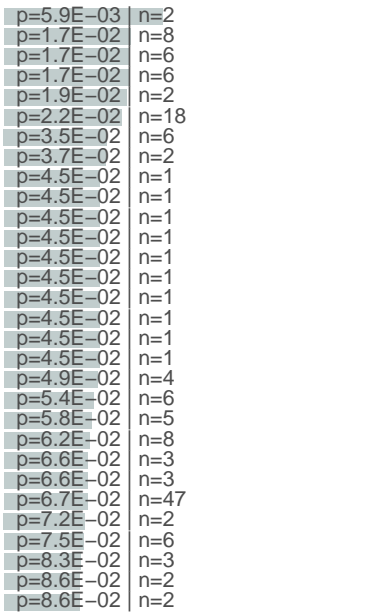 p=5.9E−03 | n=2
p=1.7E−02 | n=8
p=1.7E−02 | n=6
p=1.7E−02 | n=6
p=1.9E−02 | n=2
p=2.2E−02 | n=18
p=3.5E−02 | n=6
p=3.7E−02 | n=2
p=4.5E−02 | n=1
p=4.5E−02 | n=1
p=4.5E−02 | n=1
p=4.5E−02 | n=1
p=4.5E−02 | n=1
p=4.5E−02 | n=1
p=4.5E−02 | n=1
p=4.5E−02 | n=1
p=4.5E−02 | n=1
p=4.5E−02 | n=1
p=4.9E−02 | n=4
p=5.4E−02 | n=6
p=5.8E−02 | n=5
p=6.2E−02 | n=8
p=6.6E−02 | n=3
p=6.6E−02 | n=3
p=6.7E−02 | n=47
p=7.2E−02 | n=2
p=7.5E−02 | n=6
p=8.3E−02 | n=3
p=8.6E−02 | n=2
p=8.6E−02 | n=2